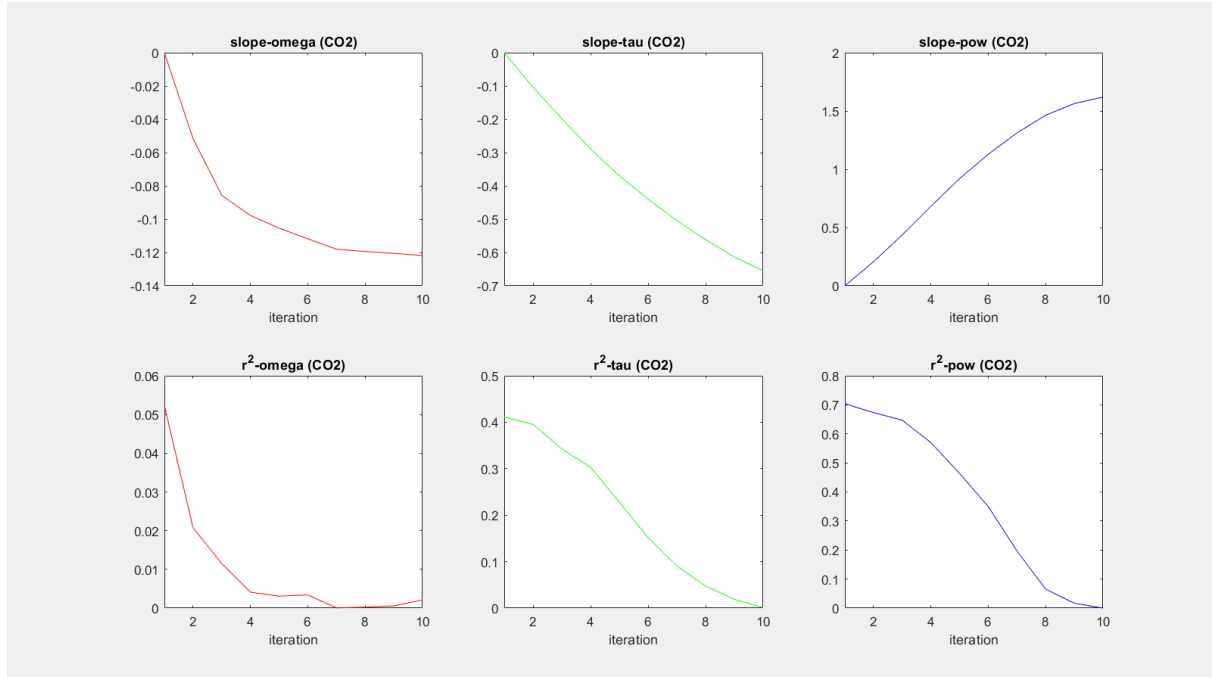 slope-omega (CO2)
0
-0.02
-0.04
-0.06
-0.08
-0.1
-0.12
-0.14
2 4 6 8 10
iteration
slope-tau (CO2)
0
-0.1
-0.2
-0.3
-0.4
-0.5
-0.6
-0.7
2 4 6 8 10
iteration
slope-pow (CO2)
2
1.5
1
0.5
0
2 4 6 8 10
iteration
r²-omega (CO2)
0.06
0.05
0.04
0.03
0.02
0.01
0
2 4 6 8 10
iteration
r²-tau (CO2)
0.5
0.4
0.3
0.2
0.1
0
2 4 6 8 10
iteration
r²-pow (CO2)
0.8
0.7
0.6
0.5
0.4
0.3
0.2
0.1
0
2 4 6 8 10
iteration